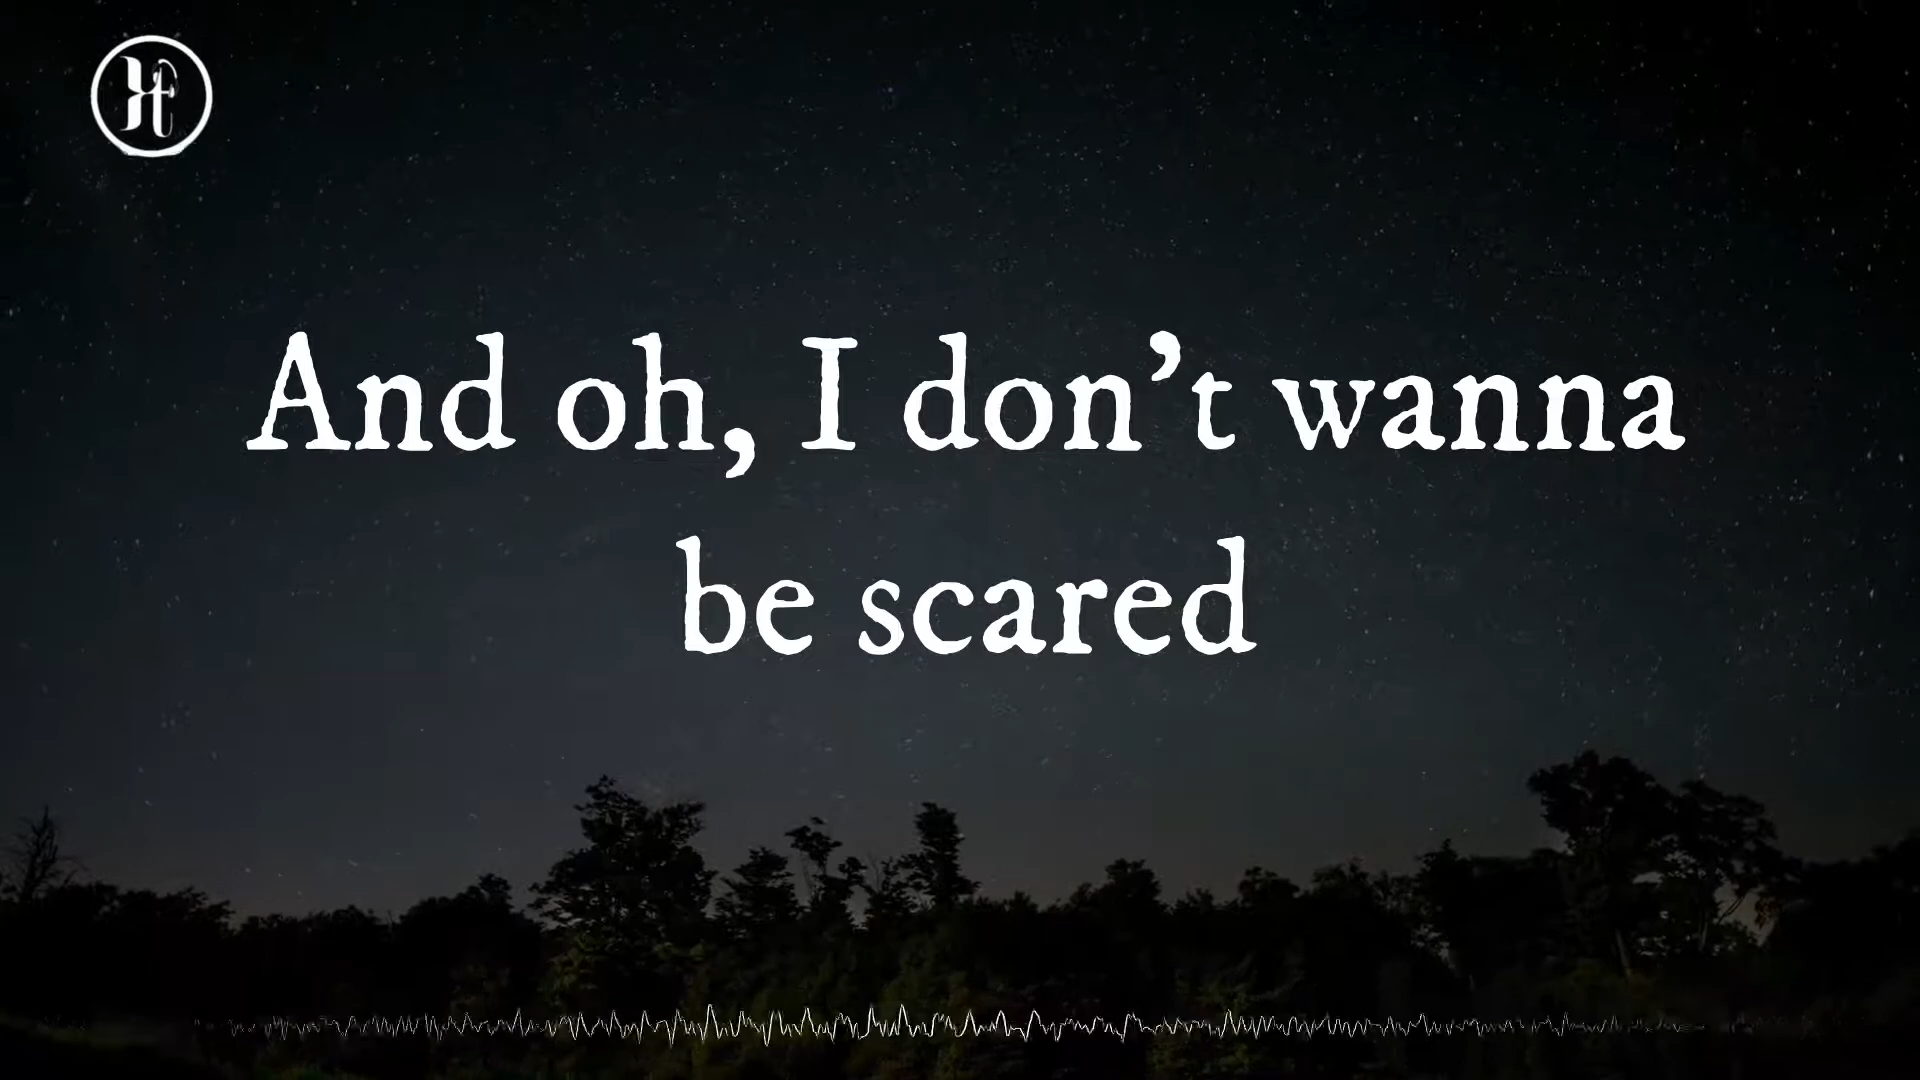 And oh, I don’t wanna
be scared